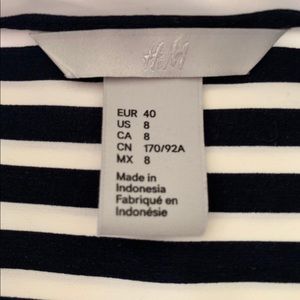 H&M
EUR 40
US 8
CA 8
CN 170/92A
MX 8
Made in
Indonesia
Fabriqué en
Indonésie